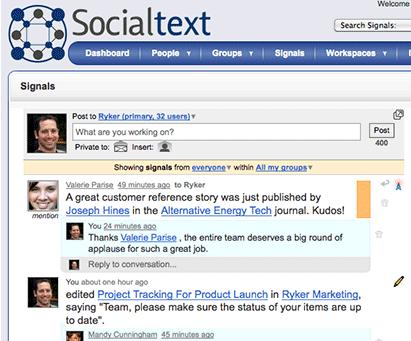 Welcome
Socialtext
Search Signals:
Dashboard People Groups Signals Workspaces
Signals
Post to Ryker (primary, 32 users)
What are you working on?
Post
Private to: Insert:
400
Showing signals from everyone within All my groups
Valerie Parise 49 minutes ago to Ryker
A great customer reference story was just published by
Joseph Hines in the Alternative Energy Tech journal. Kudos!
mention
You 24 minutes ago
Thanks Valerie Parise , the entire team deserves a big round of
applause for such a great job.
Reply to conversation...
You about one hour ago
edited Project Tracking For Product Launch in Ryker Marketing,
saying "Team, please make sure the status of your items are
up to date".
Mandy Cunningham 45 minutes ago